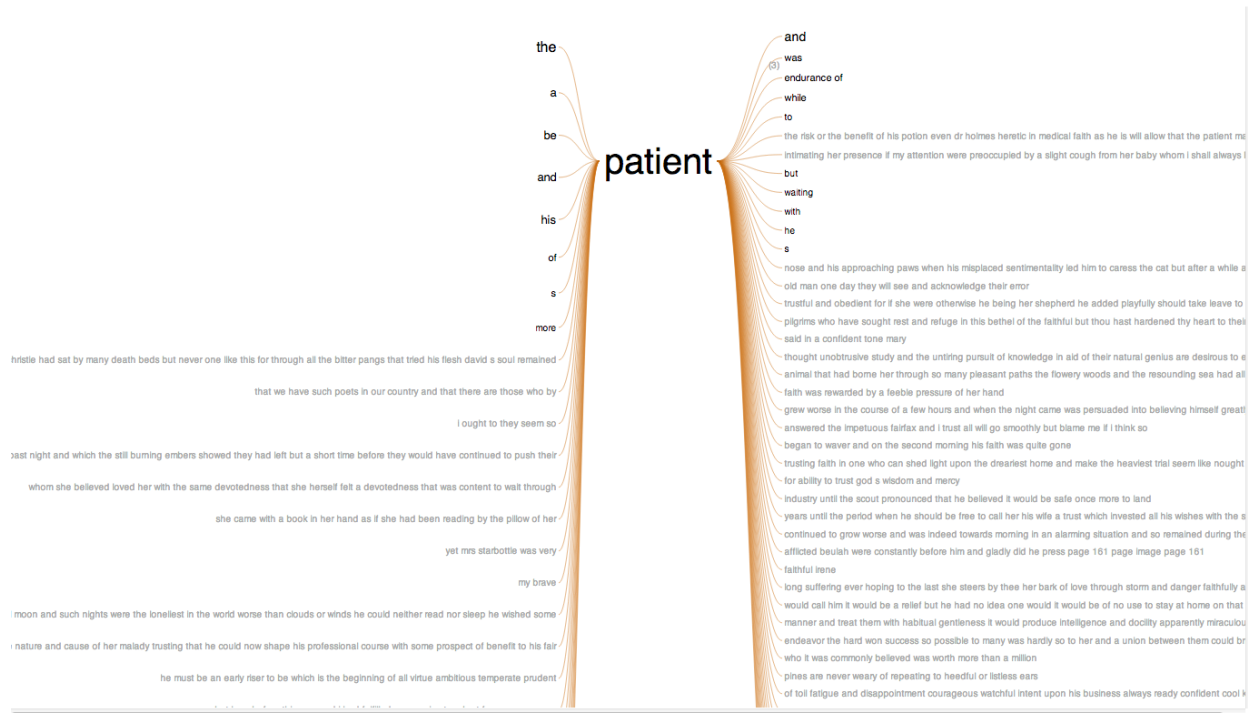 the
a
be
and
his
of
s
more
hristie had sat by many death beds but never one like this for through all the bitter pangs that tried his flesh david s soul remained
that we have such poets in our country and that there are those who by
i ought to they seem so
past night and which the still burning embers showed they had left but a short time before they would have continued to push their
whom she believed loved her with the same devotedness that she herself felt a devotedness that was content to wait through
she came with a book in her hand as if she had been reading by the pillow of her
yet mrs starbottle was very
my brave
moon and such nights were the loneliest in the world worse than clouds or winds he could neither read nor sleep he wished some
nature and cause of her malady trusting that he could now shape his professional course with some prospect of benefit to his fair
he must be an early riser to be which is the beginning of all virtue ambitious temperate prudent
patient
and
was
(3)
endurance of
while
to
the risk or the benefit of his potion even dr holmes heretic in medical faith as he is will allow that the patient ma
intimating her presence if my attention were preoccupied by a slight cough from her baby whom i shall always
but
waiting
with
he
s
nose and his approaching paws when his misplaced sentimentality led him to caress the cat but after a while a
old man one day they will see and acknowledge their error
trustful and obedient for if she were otherwise he being her shepherd he added playfully should take leave to
pilgrims who have sought rest and refuge in this bethel of the faithful but thou hast hardened thy heart to thei
said in a confident tone mary
thought unobtrusive study and the untiring pursuit of knowledge in aid of their natural genius are desirous to e
animal that had borne her through so many pleasant paths the flowery woods and the resounding sea had all
faith was rewarded by a feeble pressure of her hand
grew worse in the course of a few hours and when the night came was persuaded into believing himself greatl
answered the impetuous fairfax and i trust all will go smoothly but blame me if i think so
began to waver and on the second morning his faith was quite gone
trusting faith in one who can shed light upon the dreariest home and make the heaviest trial seem like nought
for ability to trust god s wisdom and mercy
industry until the scout pronounced that he believed it would be safe once more to land
years until the period when he should be free to call her his wife a trust which invested all his wishes with the s
continued to grow worse and was indeed towards morning in an alarming situation and so remained during the
afflicted beulah were constantly before him and gladly did he press page 161 page image page 161
faithful irene
long suffering ever hoping to the last she steers by thee her bark of love through storm and danger faithfully a
would call him it would be a relief but he had no idea one would it would be of no use to stay at home on that
manner and treat them with habitual gentleness it would produce intelligence and docility apparently miraculou
endeavor the hard won success so possible to many was hardly so to her and a union between them could br
who it was commonly believed was worth more than a million
pines are never weary of repeating to heedful or listless ears
of toil fatigue and disappointment courageous watchful intent upon his business always ready confident cool k